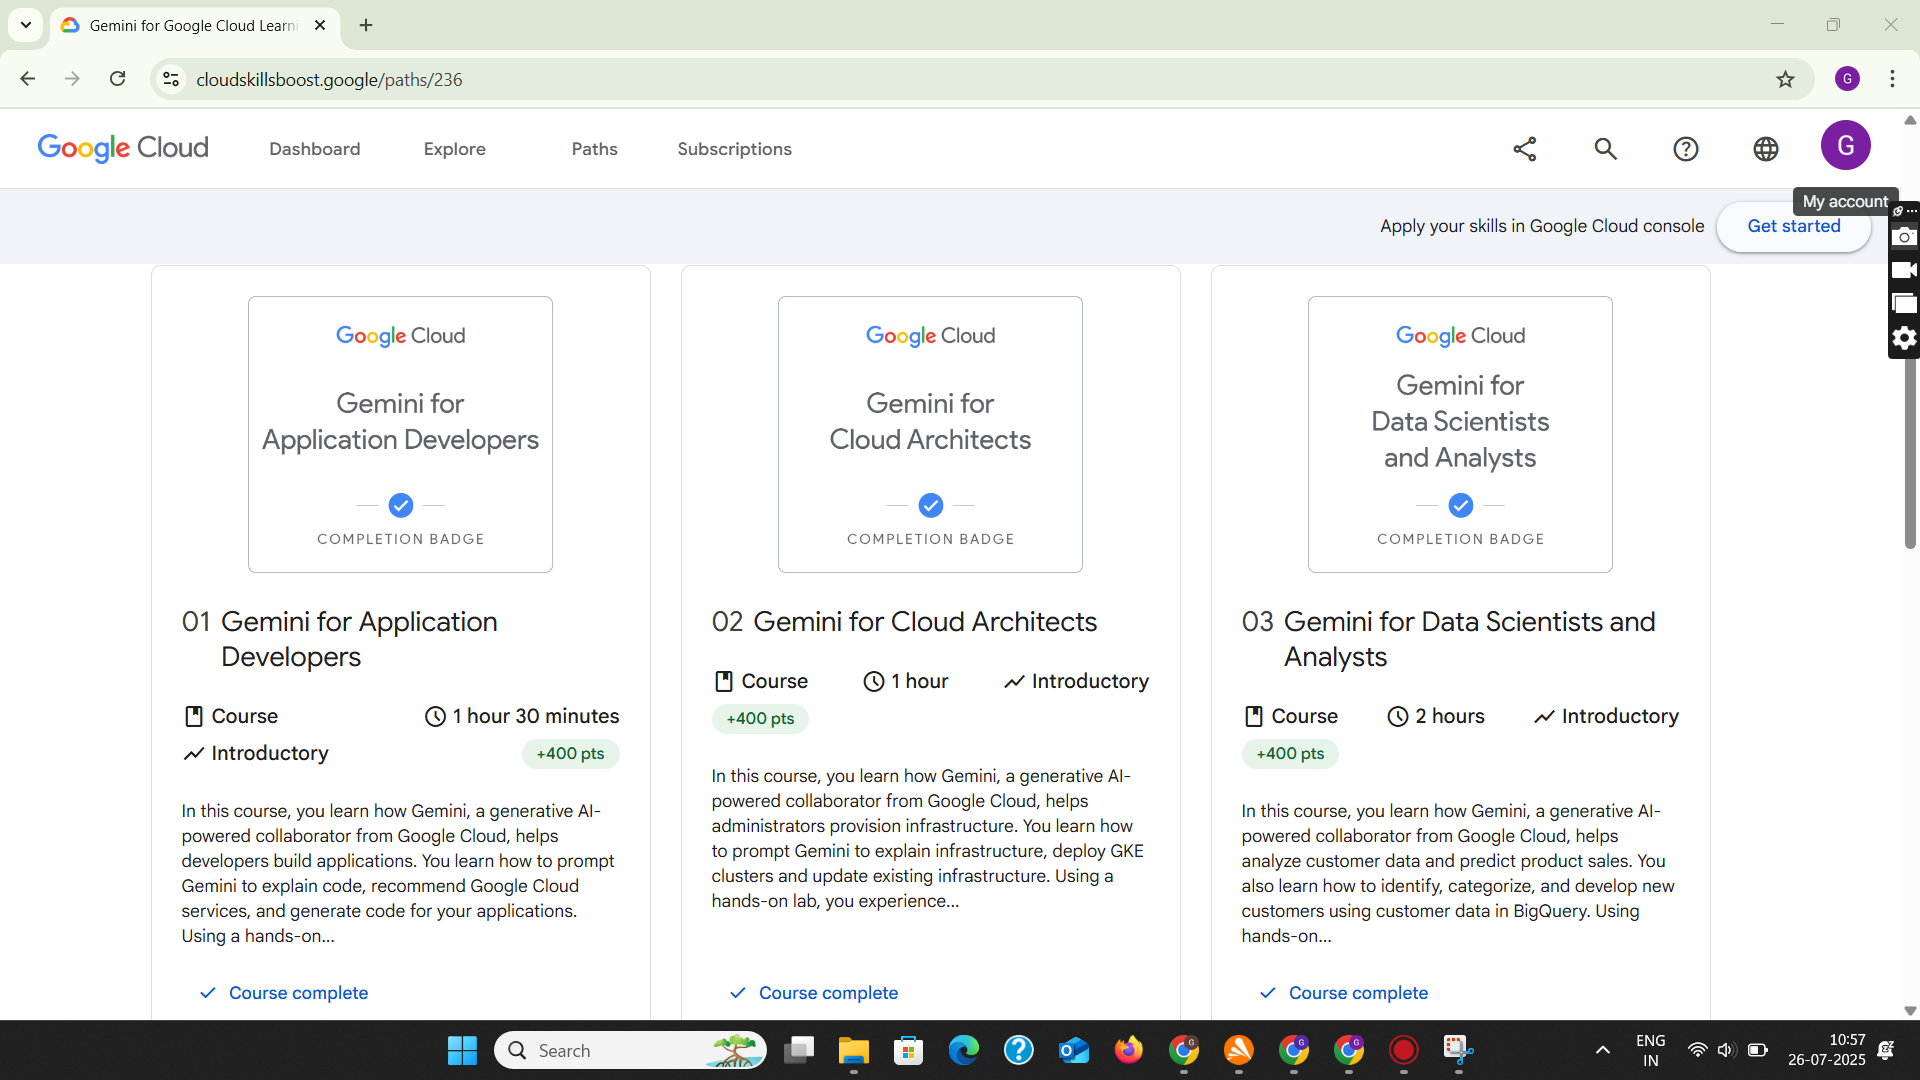 Gemini for Google Cloud Learni
cloudskillsboost.google/paths/236
G
Google Cloud
Dashboard
Explore
Paths
Subscriptions
G
My account
Apply your skills in Google Cloud console
Get started
Google Cloud
Gemini for
Application Developers
COMPLETION BADGE
01 Gemini for Application
Developers
Course
1 hour 30 minutes
Introductory
+400 pts
In this course, you learn how Gemini, a generative AI-
powered collaborator from Google Cloud, helps
developers build applications. You learn how to prompt
Gemini to explain code, recommend Google Cloud
services, and generate code for your applications.
Using a hands-on...
Course complete
Google Cloud
Gemini for
Cloud Architects
COMPLETION BADGE
02 Gemini for Cloud Architects
Course
1 hour
Introductory
+400 pts
In this course, you learn how Gemini, a generative AI-
powered collaborator from Google Cloud, helps
administrators provision infrastructure. You learn how
to prompt Gemini to explain infrastructure, deploy GKE
clusters and update existing infrastructure. Using a
hands-on lab, you experience...
Course complete
Google Cloud
Gemini for
Data Scientists
and Analysts
COMPLETION BADGE
03 Gemini for Data Scientists and
Analysts
Course
2 hours
Introductory
+400 pts
In this course, you learn how Gemini, a generative AI-
powered collaborator from Google Cloud, helps
analyze customer data and predict product sales. You
also learn how to identify, categorize, and develop new
customers using customer data in BigQuery. Using
hands-on...
Course complete
Search
ENG
IN
10:57
26-07-2025